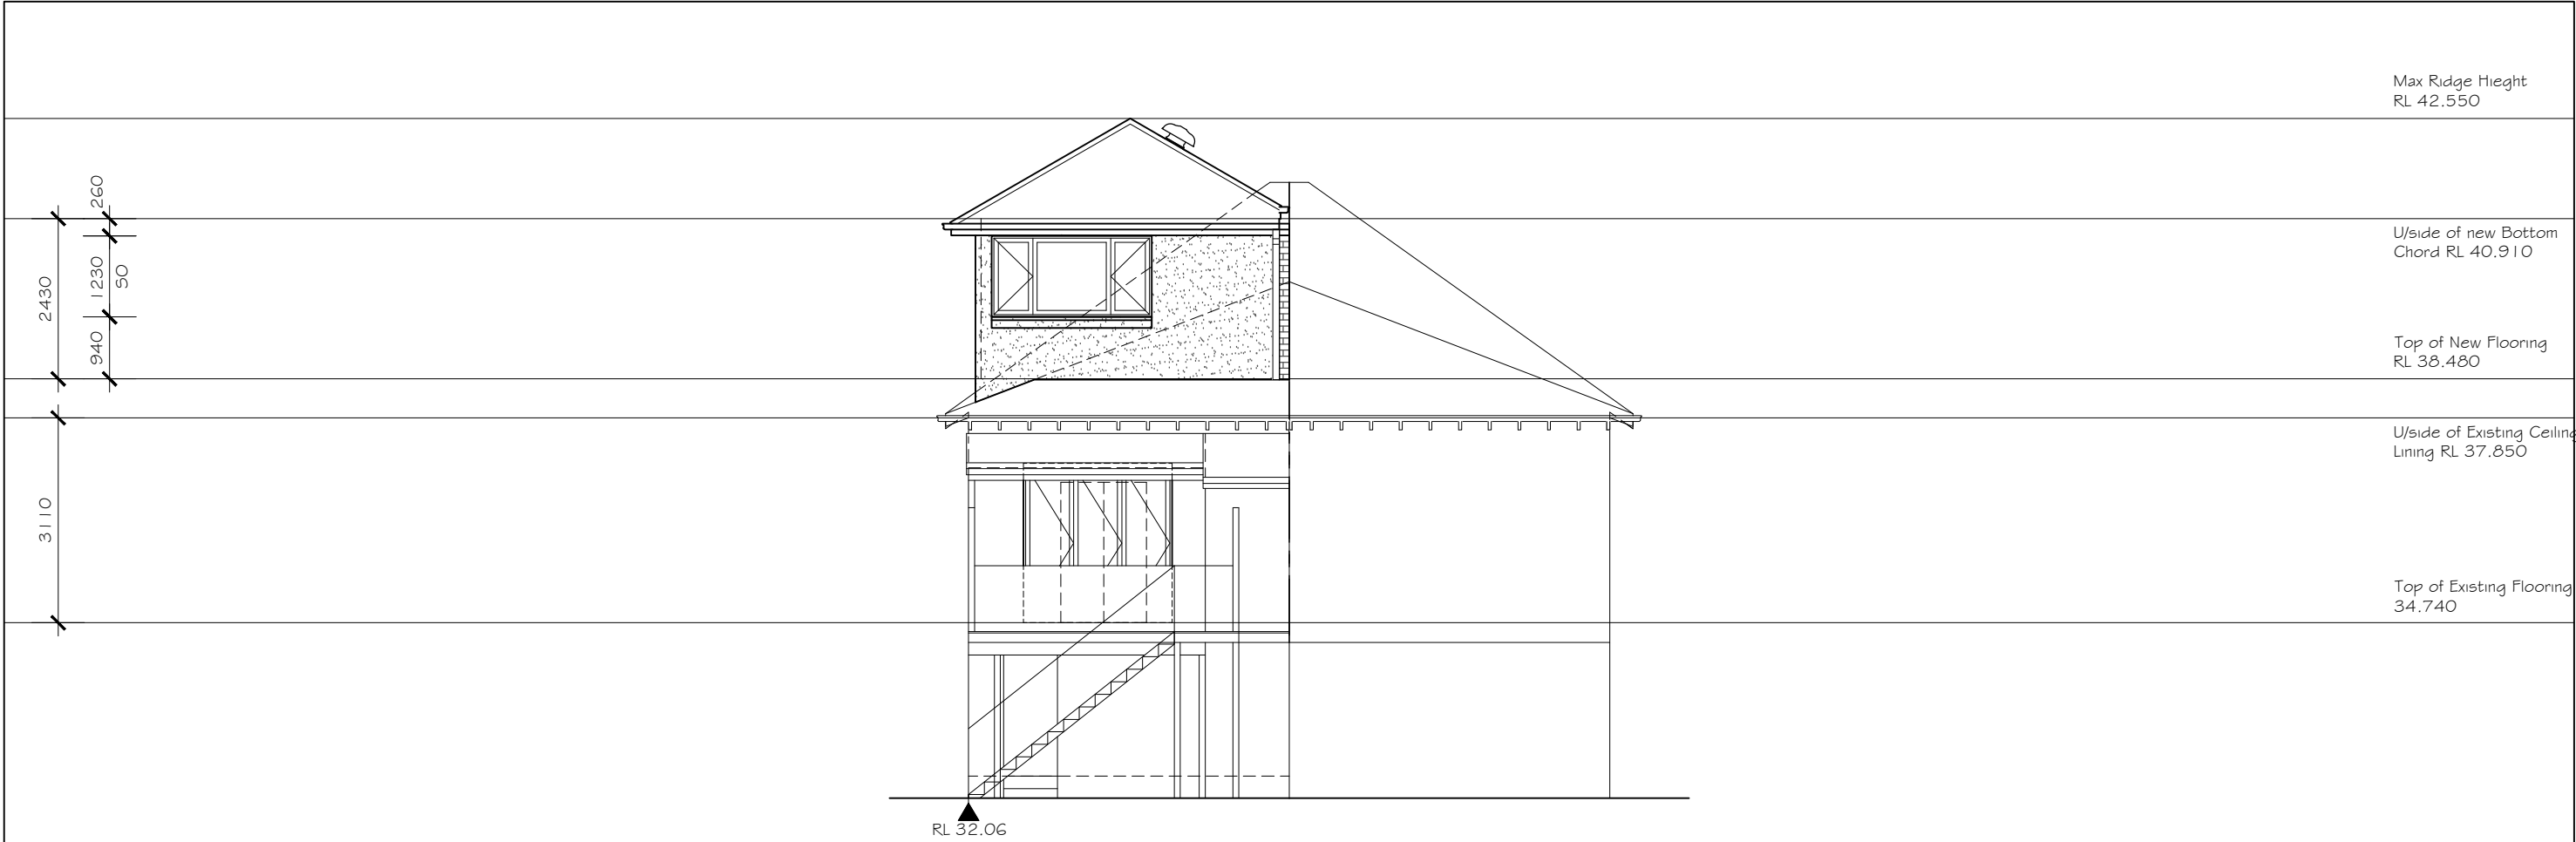 Max Ridge Hieght
RL 42.550
260
U/side of new Bottom
Chord RL 40.910
2430
1230
50
940
Top of New Flooring
RL 38.480
U/side of Existing Ceiling
Lining RL 37.850
3110
Top of Existing Flooring
34.740
RL 32.06